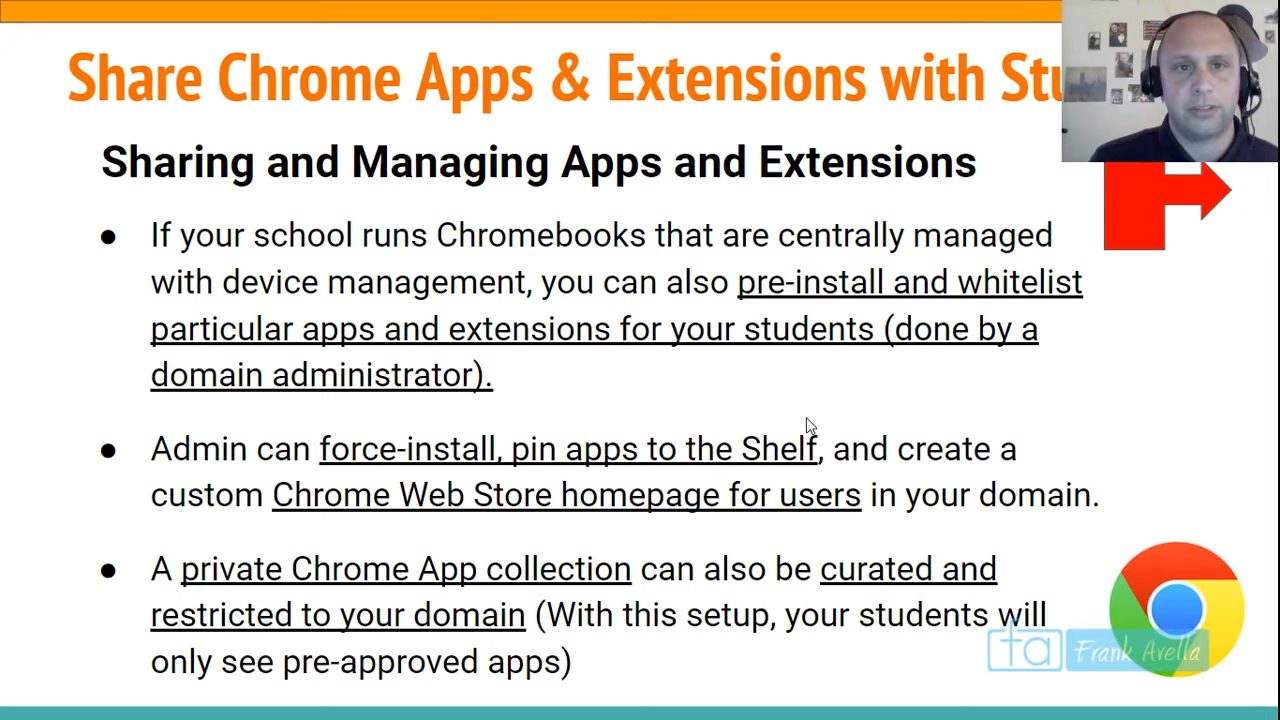 Share Chrome Apps & Extensions with Stu
Sharing and Managing Apps and Extensions
● If your school runs Chromebooks that are centrally managed
with device management, you can also pre-install and whitelist
particular apps and extensions for your students (done by a
domain administrator).
● Admin can force-install, pin apps to the Shelf, and create a
custom Chrome Web Store homepage for users in your domain.
● A private Chrome App collection can also be curated and
restricted to your domain (With this setup, your students will
only see pre-approved apps)
fa Frank Avella